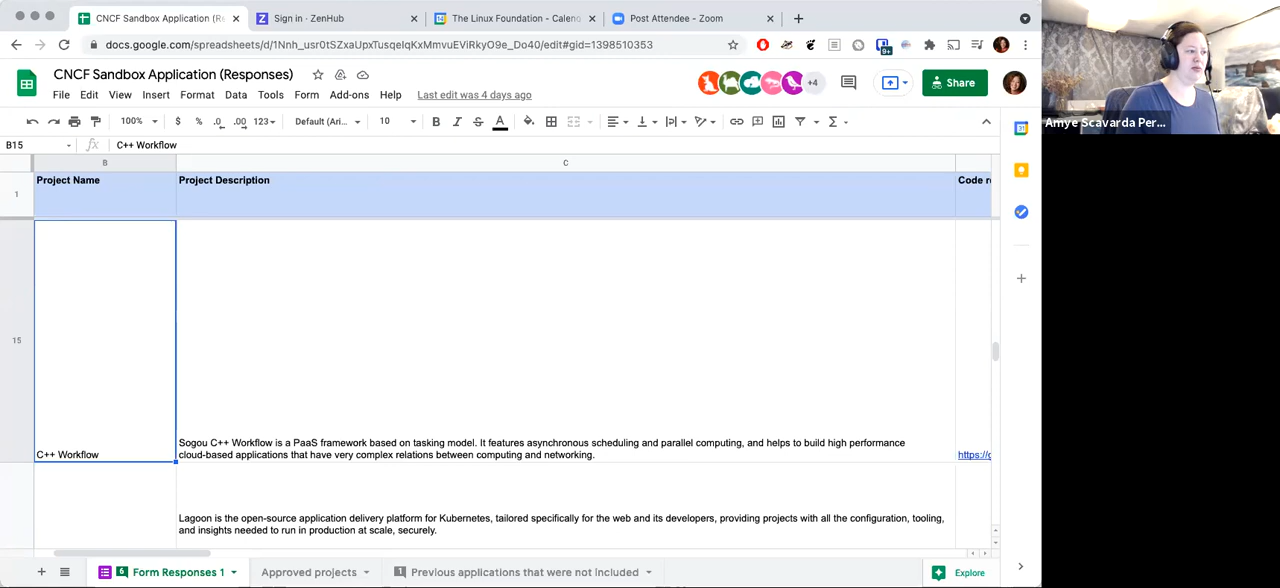 CNCF Sandbox Application (Re
Sign in - ZenHub
The Linux Foundation - Calend
Post Attendee - Zoom
docs.google.com/spreadsheets/d/1Nnh_usr0tSZxaUpxTusqeIqKxMmvuEViRkyO9e_Do40/edit#gid=1398510353
9+
CNCF Sandbox Application (Responses)
File Edit View Insert Format Data Tools Form Add-ons Help Last edit was 4 days ago
+4
Share
100% $ % .0 .00 123 Default (Ari... 10 B I S A
B15 fx C++ Workflow
B C
1 Project Name Project Description Code r
15
C++ Workflow
Sogou C++ Workflow is a PaaS framework based on tasking model. It features asynchronous scheduling and parallel computing, and helps to build high performance
cloud-based applications that have very complex relations between computing and networking.
https://g
Lagoon is the open-source application delivery platform for Kubernetes, tailored specifically for the web and its developers, providing projects with all the configuration, tooling,
and insights needed to run in production at scale, securely.
6 Form Responses 1
Approved projects
1 Previous applications that were not included
Explore
Amye Scavarda Per...